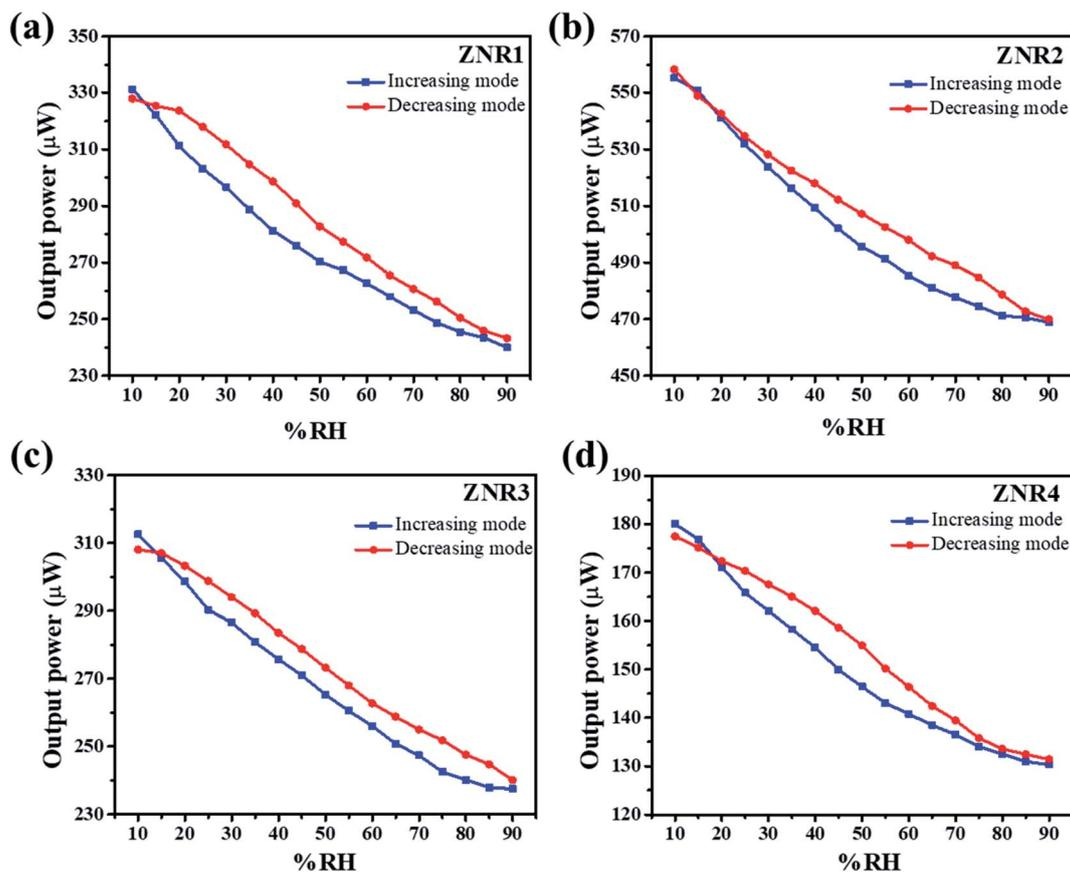 (a)
ZNR1
Increasing mode
Decreasing mode
Output power (µW)
350
330
310
290
270
250
230
10 20 30 40 50 60 70 80 90
%RH
(b)
ZNR2
Increasing mode
Decreasing mode
Output power (µW)
570
550
530
510
490
470
450
10 20 30 40 50 60 70 80 90
%RH
(c)
ZNR3
Increasing mode
Decreasing mode
Output power (µW)
330
310
290
270
250
230
10 20 30 40 50 60 70 80 90
%RH
(d)
ZNR4
Increasing mode
Decreasing mode
Output power (µW)
190
180
170
160
150
140
130
120
10 20 30 40 50 60 70 80 90
%RH